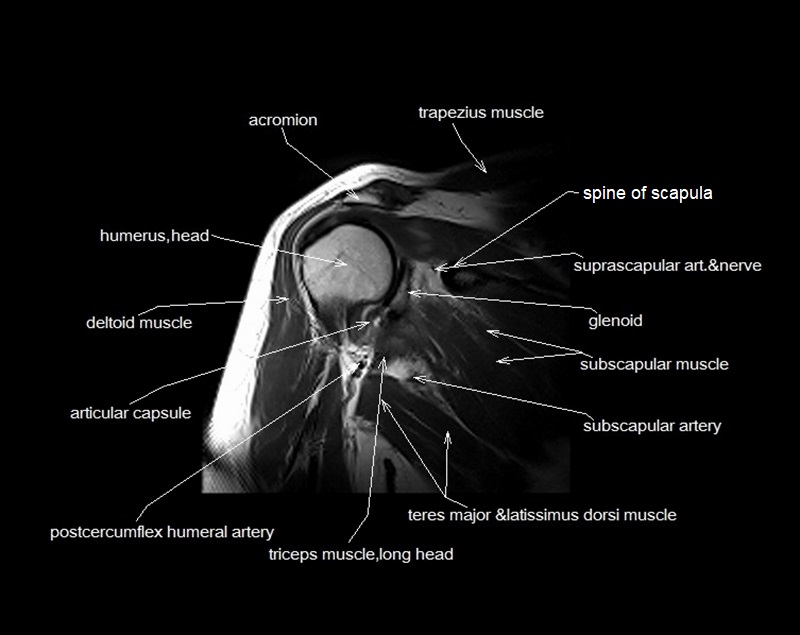 trapezius muscle
acromion
spine of scapula
humerus,head
suprascapular art.&nerve
deltoid muscle
glenoid
subscapular muscle
articular capsule
subscapular artery
teres major &latissimus dorsi muscle
postcercumflex humeral artery
triceps muscle,long head